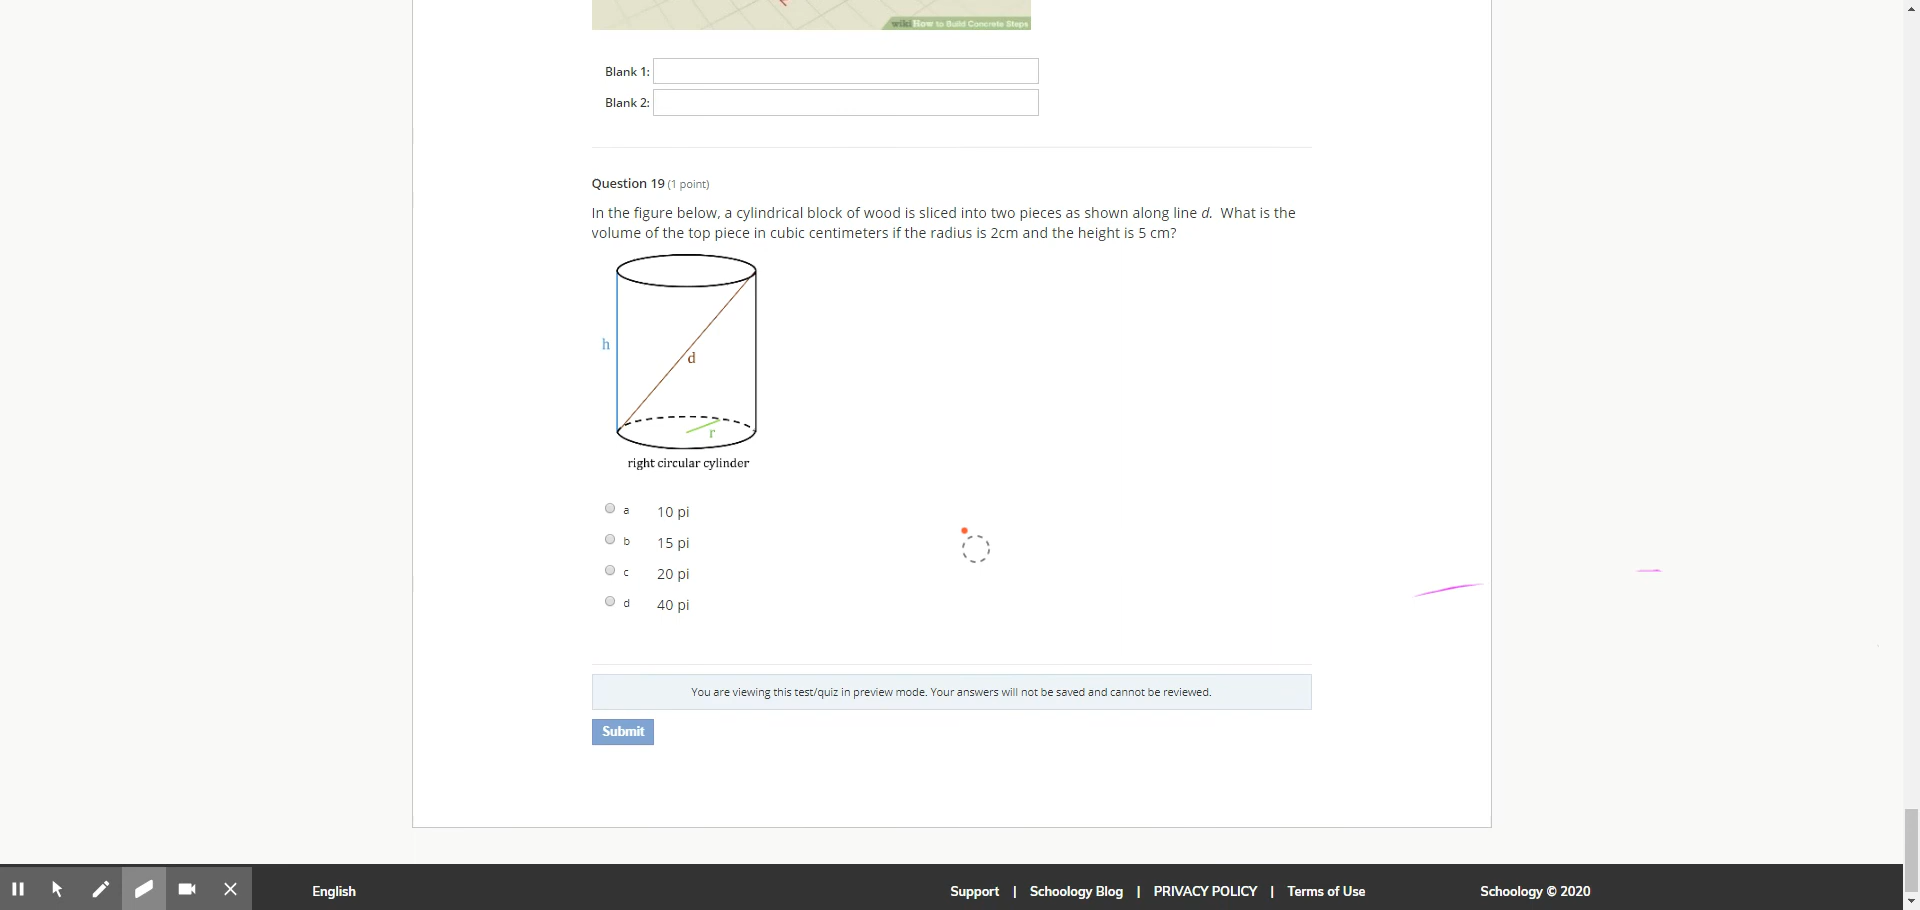 wikiHow to Build Concrete Steps
Blank 1:
Blank 2:
Question 19 (1 point)
In the figure below, a cylindrical block of wood is sliced into two pieces as shown along line d.  What is the
volume of the top piece in cubic centimeters if the radius is 2cm and the height is 5 cm?
h
d
r
right circular cylinder
a 10 pi
b 15 pi
c 20 pi
d 40 pi
You are viewing this test/quiz in preview mode. Your answers will not be saved and cannot be reviewed.
Submit
English Support | Schoology Blog | PRIVACY POLICY | Terms of Use Schoology © 2020